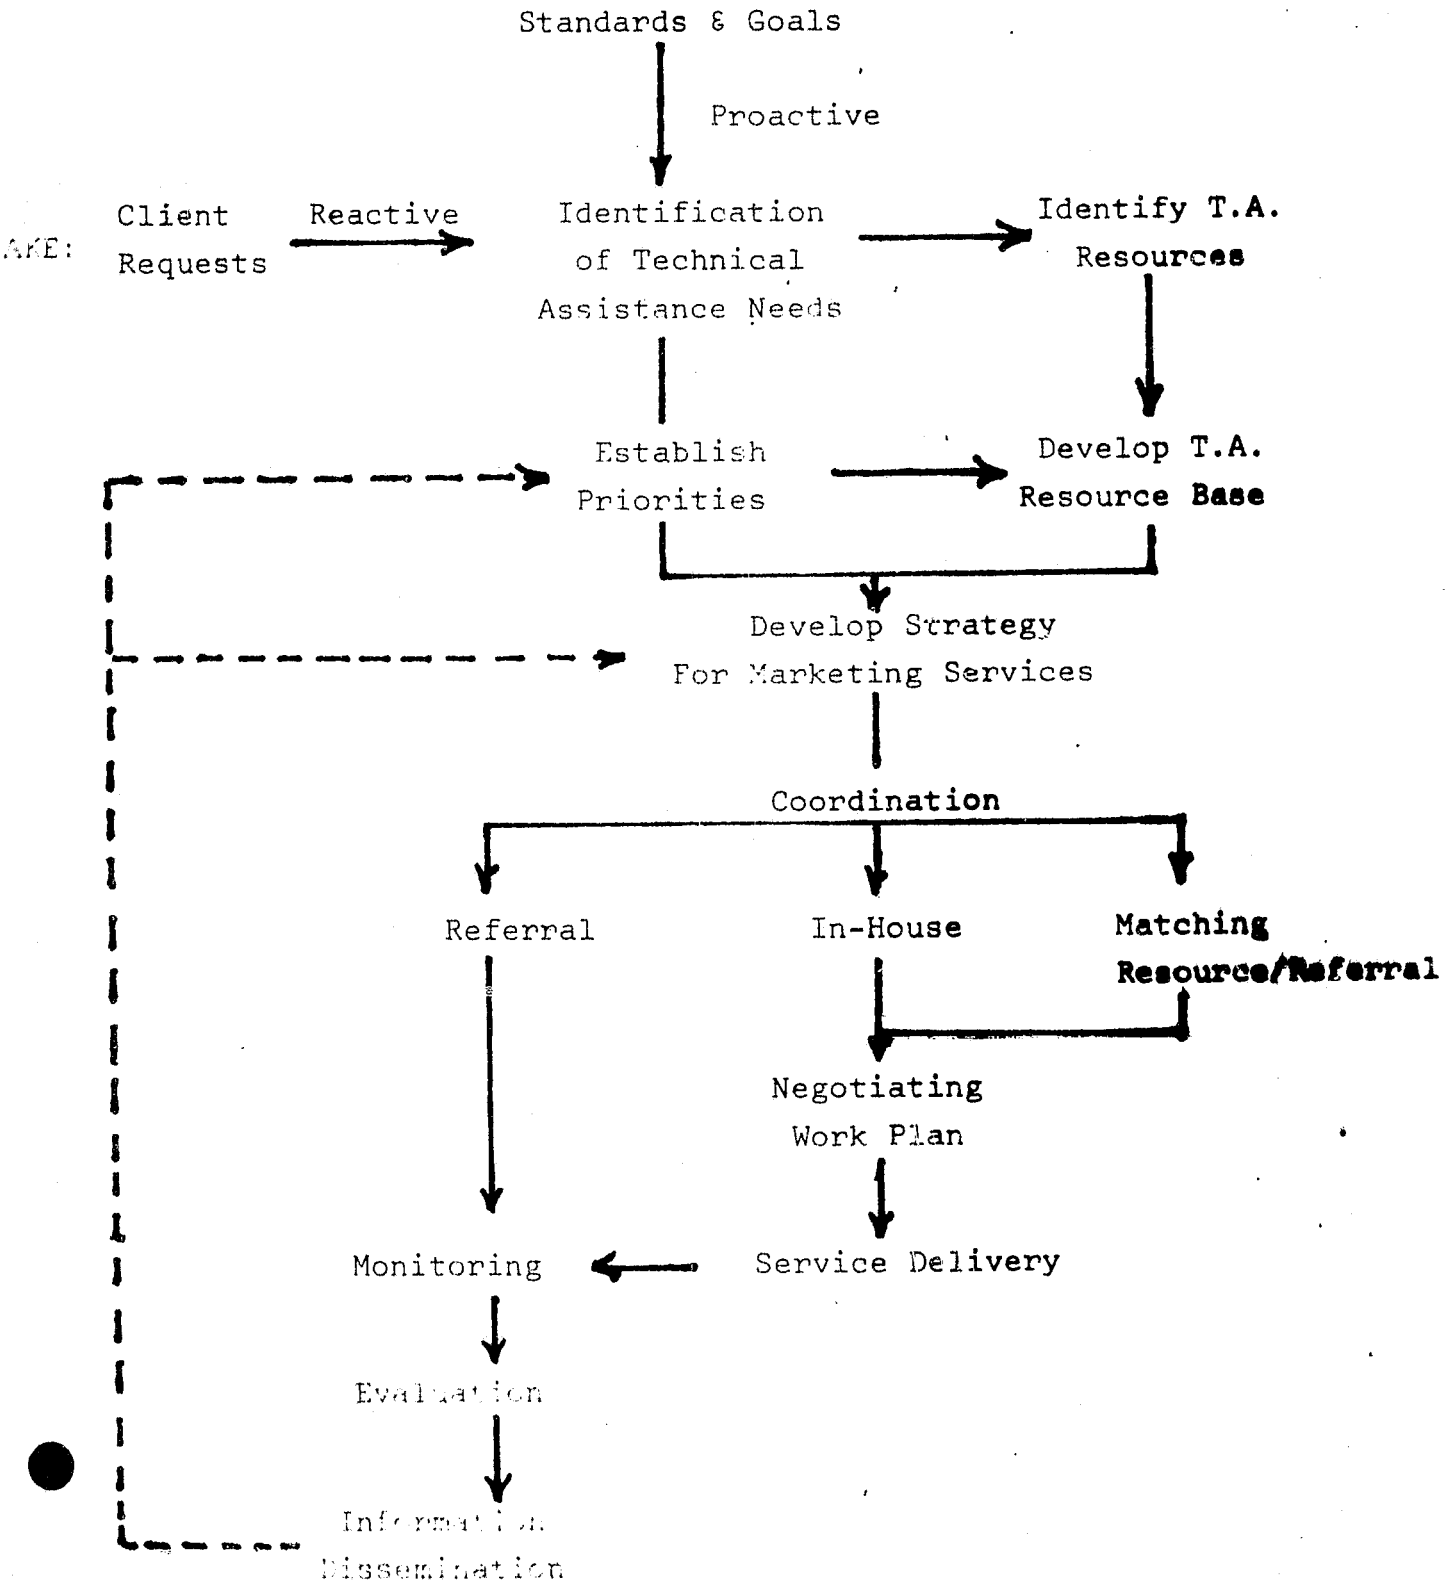 Standards & Goals
Proactive
Client
Requests
Reactive
Identification
of Technical
Assistance Needs
Identify T.A.
Resources
Establish
Priorities
Develop T.A.
Resource Base
Develop Strategy
For Marketing Services
Coordination
Referral
In-House
Matching
Resource/Referral
Negotiating
Work Plan
Monitoring
Service Delivery
Evaluation
Information
Dissemination